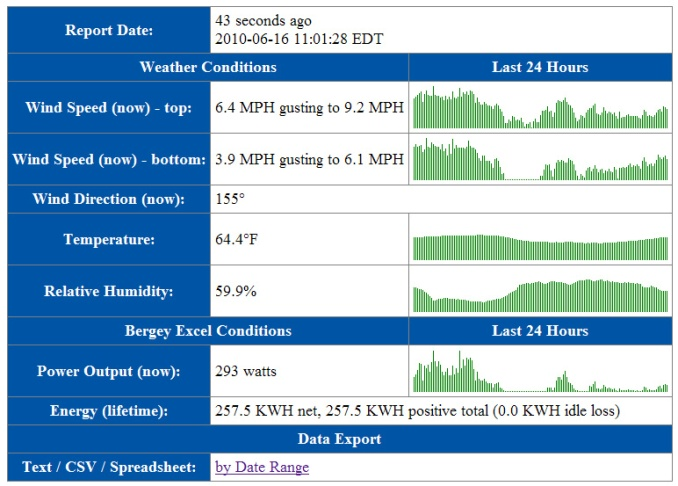 Report Date:
43 seconds ago
2010-06-16 11:01:28 EDT
Weather Conditions
Last 24 Hours
Wind Speed (now) - top:
6.4 MPH gusting to 9.2 MPH
Wind Speed (now) - bottom:
3.9 MPH gusting to 6.1 MPH
Wind Direction (now):
155°
Temperature:
64.4°F
Relative Humidity:
59.9%
Bergey Excel Conditions
Last 24 Hours
Power Output (now):
293 watts
Energy (lifetime):
257.5 KWH net, 257.5 KWH positive total (0.0 KWH idle loss)
Data Export
Text / CSV / Spreadsheet:
by Date Range